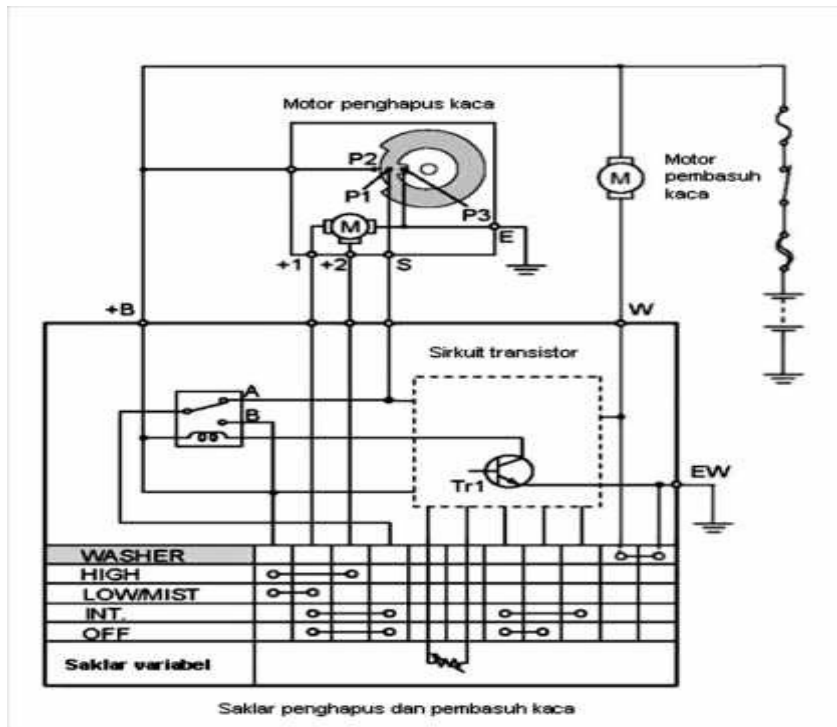 Motor penghapus kaca
P2
P1
P3
M
E
+1 +2 S
M
Motor
pembasuh
kaca
+B
W
Sirkuit transistor
A
B
Tr1
EW
WASHER
HIGH
LOW/MIST
INT.
OFF
Saklar variabel
Saklar penghapus dan pembasuh kaca